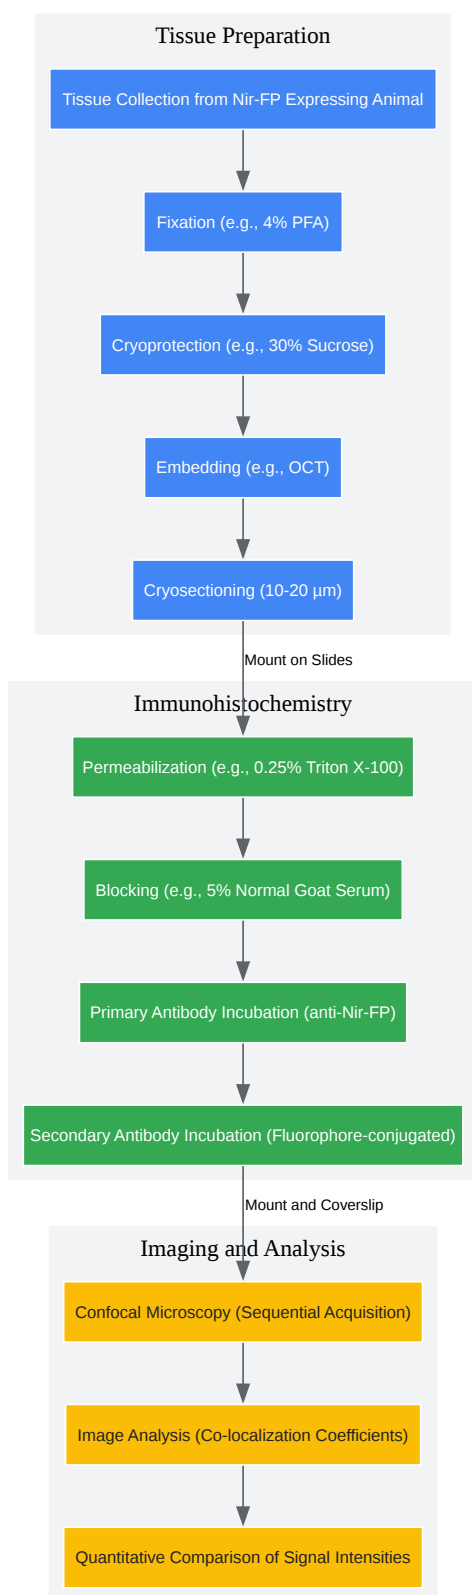 Tissue Preparation
Tissue Collection from Nir-FP Expressing Animal
Fixation (e.g., 4% PFA)
Cryoprotection (e.g., 30% Sucrose)
Embedding (e.g., OCT)
Cryosectioning (10-20 µm)
Mount on Slides
Immunohistochemistry
Permeabilization (e.g., 0.25% Triton X-100)
Blocking (e.g., 5% Normal Goat Serum)
Primary Antibody Incubation (anti-Nir-FP)
Secondary Antibody Incubation (Fluorophore-conjugated)
Mount and Coverslip
Imaging and Analysis
Confocal Microscopy (Sequential Acquisition)
Image Analysis (Co-localization Coefficients)
Quantitative Comparison of Signal Intensities